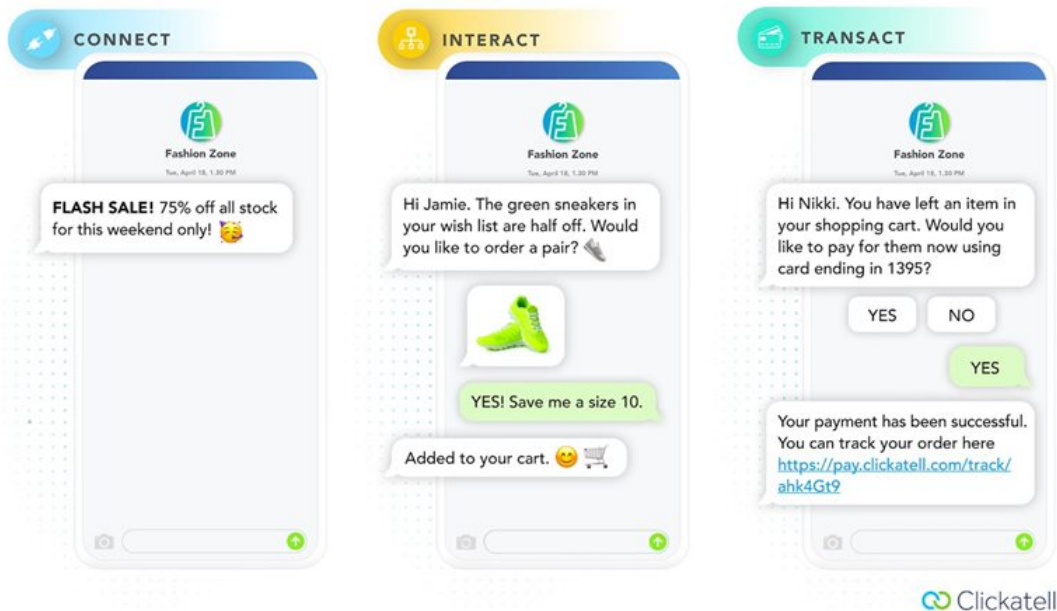 CONNECT
Fashion Zone
Tue, April 18, 1.30 PM
FLASH SALE! 75% off all stock
for this weekend only! 🥳
INTERACT
Fashion Zone
Tue, April 18, 1.30 PM
Hi Jamie. The green sneakers in
your wish list are half off. Would
you like to order a pair? 👟
YES! Save me a size 10.
Added to your cart. 😊 🛒
TRANSACT
Fashion Zone
Tue, April 18, 1.30 PM
Hi Nikki. You have left an item in
your shopping cart. Would you
like to pay for them now using
card ending in 1395?
YES NO
YES
Your payment has been successful.
You can track your order here
https://pay.clickatell.com/track/
ahk4Gt9
Clickatell